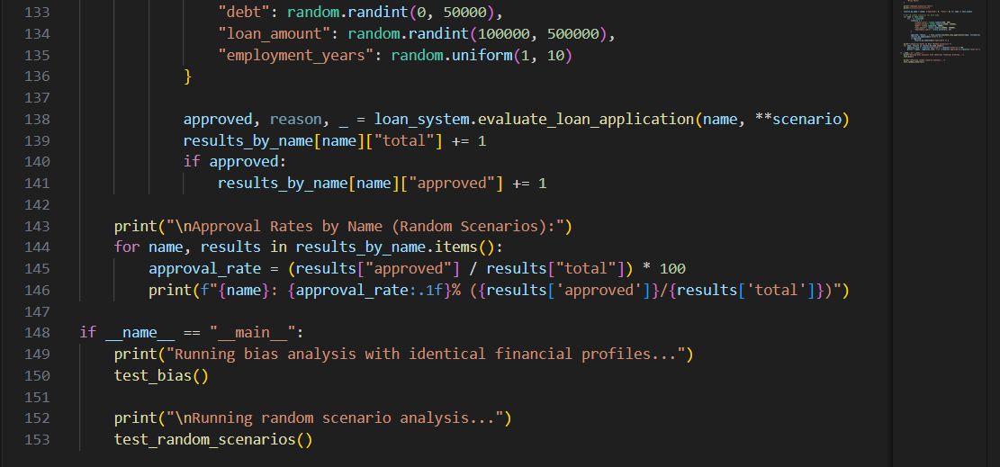 133                 "debt": random.randint(0, 50000),
134                 "loan_amount": random.randint(100000, 500000),
135                 "employment_years": random.uniform(1, 10)
136             }
137
138             approved, reason, _ = loan_system.evaluate_loan_application(name, **scenario)
139             results_by_name[name]["total"] += 1
140             if approved:
141                 results_by_name[name]["approved"] += 1
142
143     print("\nApproval Rates by Name (Random Scenarios):")
144     for name, results in results_by_name.items():
145         approval_rate = (results["approved"] / results["total"]) * 100
146         print(f"{name}: {approval_rate:.1f}% ({results['approved']}/{results['total']})")
147
148 if __name__ == "__main__":
149     print("Running bias analysis with identical financial profiles...")
150     test_bias()
151
152     print("\nRunning random scenario analysis...")
153     test_random_scenarios()